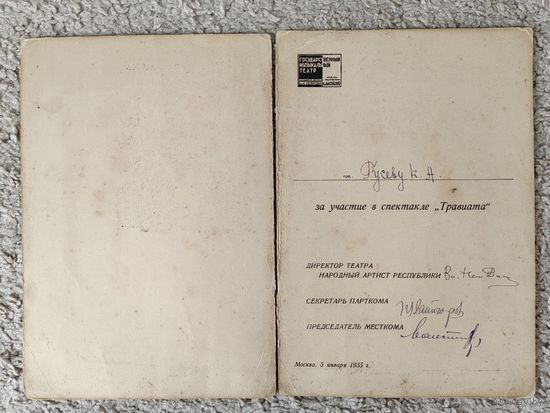 ГОСУДАРСТВЕННЫЙ
МУЗЫКАЛЬНЫЙ
ТЕАТР
т. Гусеву К. А.
за участие в спектакле „Травиата"
ДИРЕКТОР ТЕАТРА
НАРОДНЫЙ АРТИСТ РЕСПУБЛИКИ Вл.
СЕКРЕТАРЬ ПАРТКОМА
ПРЕДСЕДАТЕЛЬ МЕСТКОМА
Москва. 5 января 1935 г.